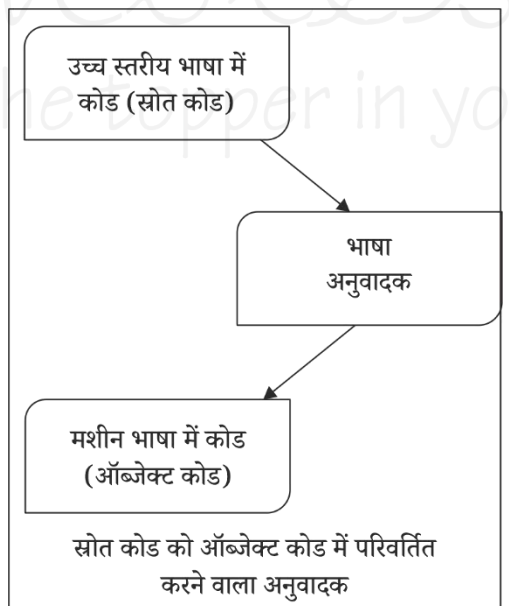 उच्च स्तरीय भाषा में
कोड (स्रोत कोड)
भाषा
अनुवादक
मशीन भाषा में कोड
(ऑब्जेक्ट कोड)
स्रोत कोड को ऑब्जेक्ट कोड में परिवर्तित
करने वाला अनुवादक